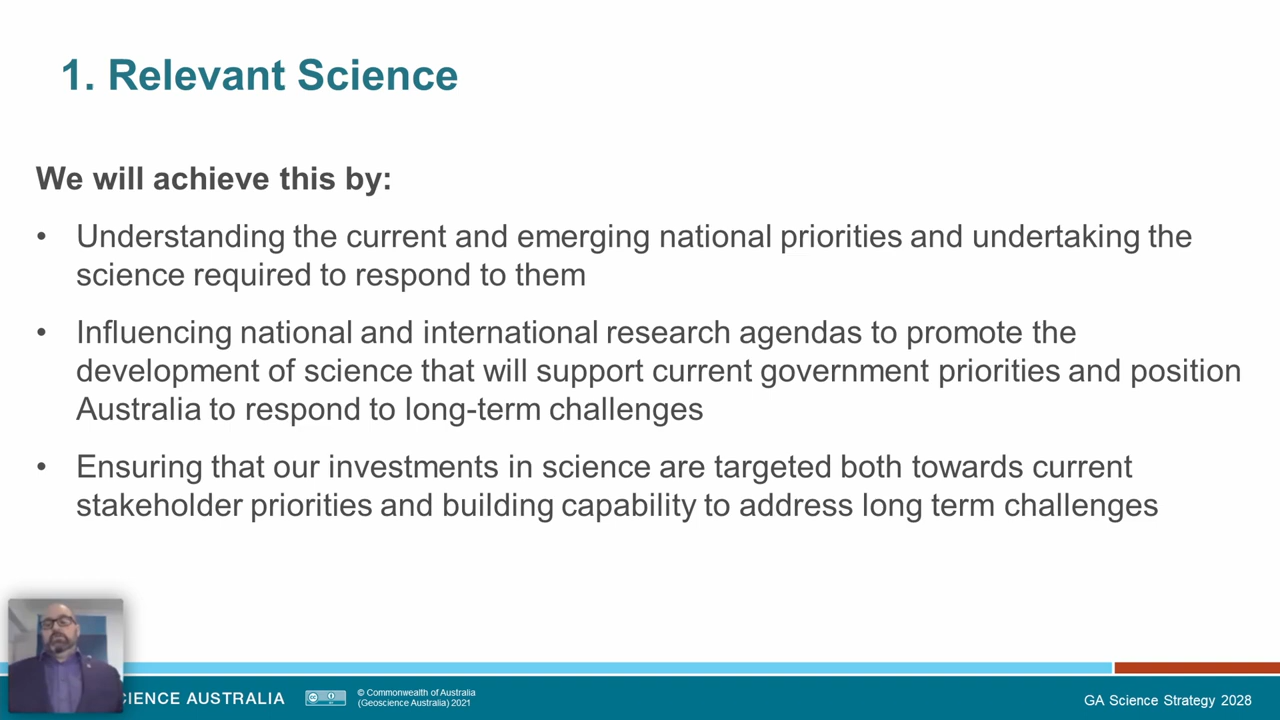 1. Relevant Science
We will achieve this by:
• Understanding the current and emerging national priorities and undertaking the
science required to respond to them
• Influencing national and international research agendas to promote the
development of science that will support current government priorities and position
Australia to respond to long-term challenges
• Ensuring that our investments in science are targeted both towards current
stakeholder priorities and building capability to address long term challenges
CIENCE AUSTRALIA
© Commonwealth of Australia
(Geoscience Australia) 2021
GA Science Strategy 2028